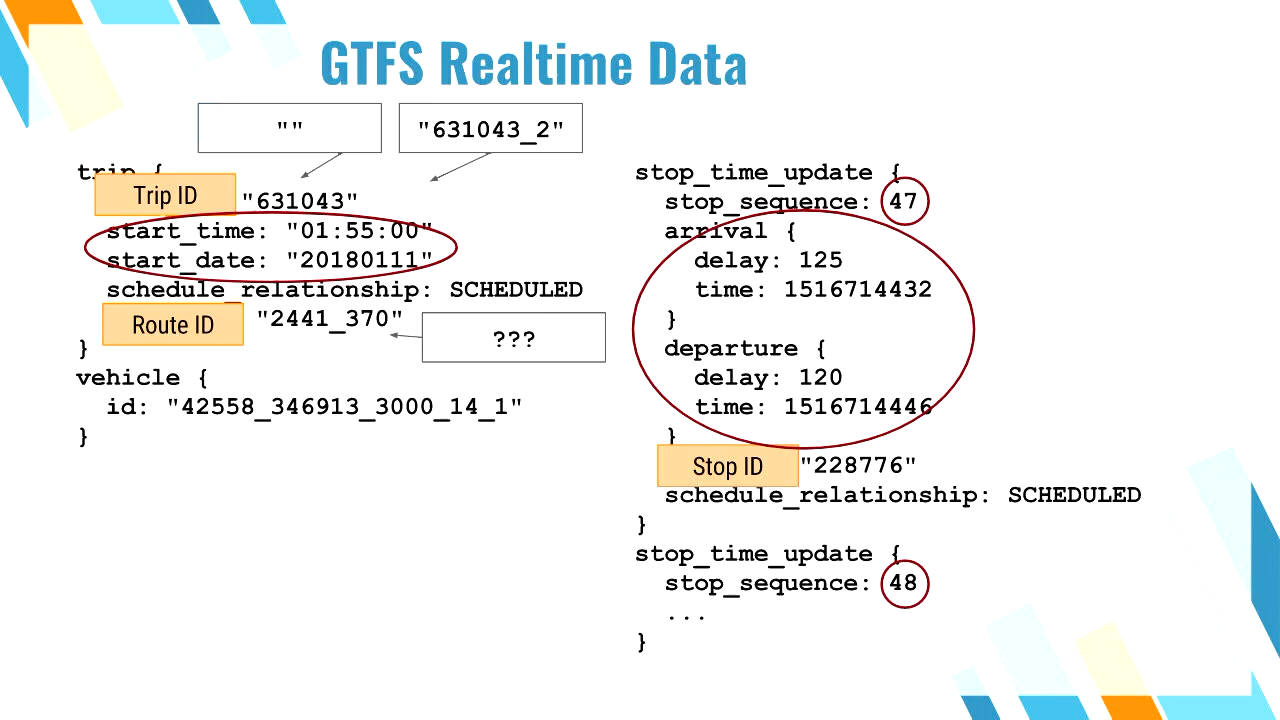 GTFS Realtime Data
""
"631043_2"
trip {
Trip ID "631043"
start_time: "01:55:00"
start_date: "20180111"
schedule_relationship: SCHEDULED
Route ID "2441_370"
???
}
vehicle {
id: "42558_346913_3000_14_1"
}
stop_time_update {
stop_sequence: 47
arrival {
delay: 125
time: 1516714432
}
departure {
delay: 120
time: 1516714446
}
Stop ID "228776"
schedule_relationship: SCHEDULED
}
stop_time_update {
stop_sequence: 48
...
}